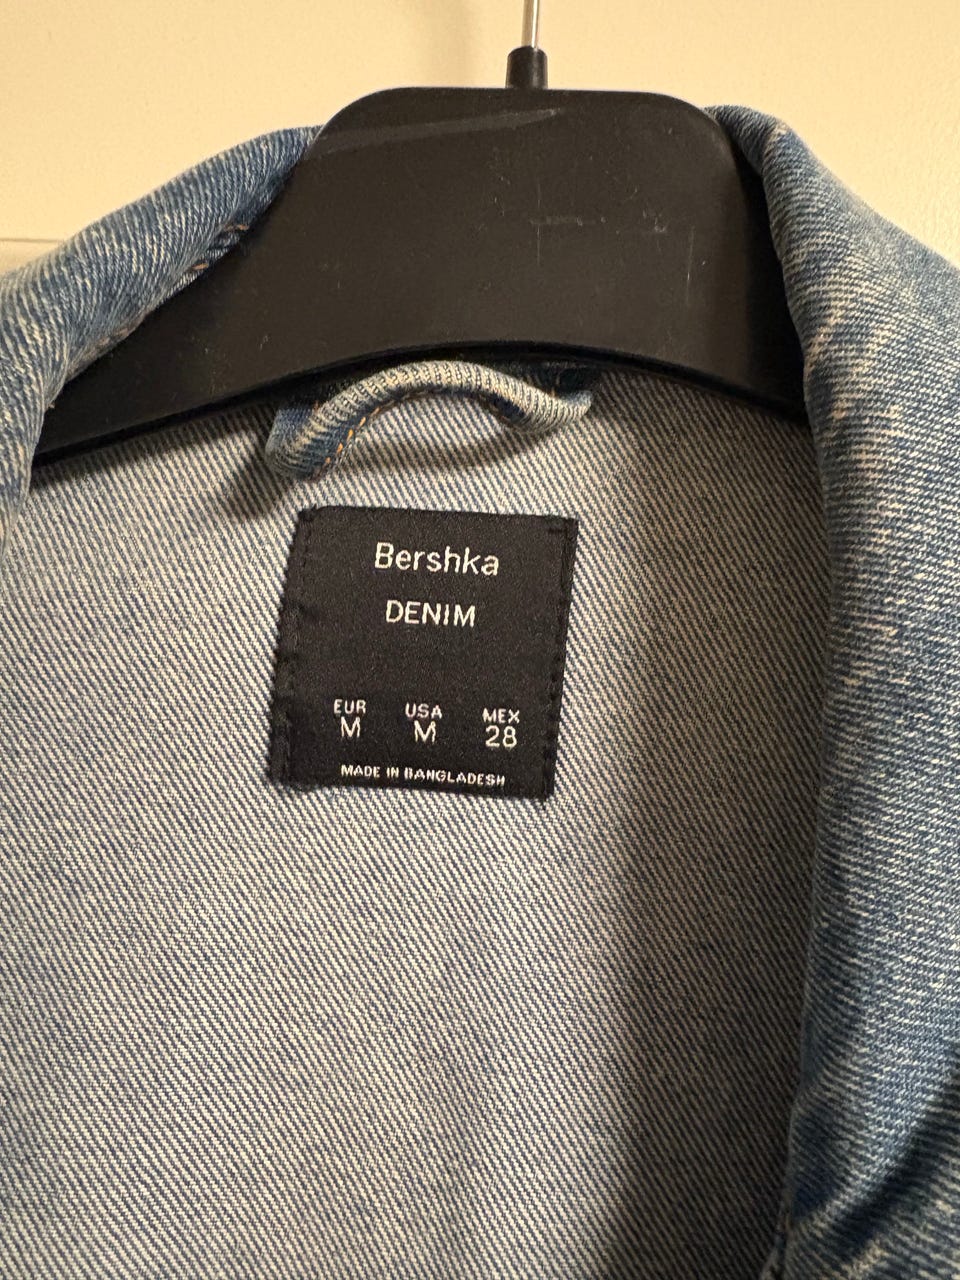 Bershka
DENIM
EUR USA MEX
M M 28
MADE IN BANGLADESH